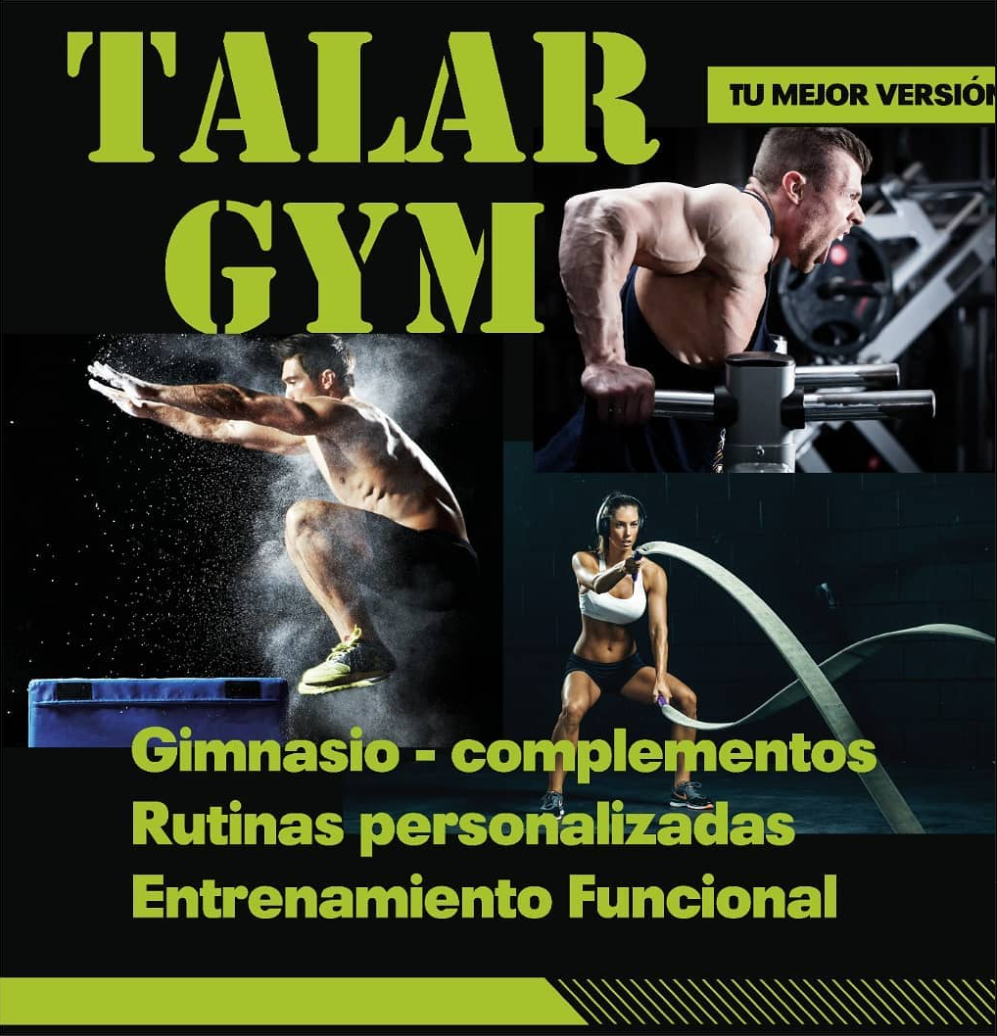 TALAR
GYM
TU MEJOR VERSIÓN
Gimnasio - complementos
Rutinas personalizadas
Entrenamiento Funcional